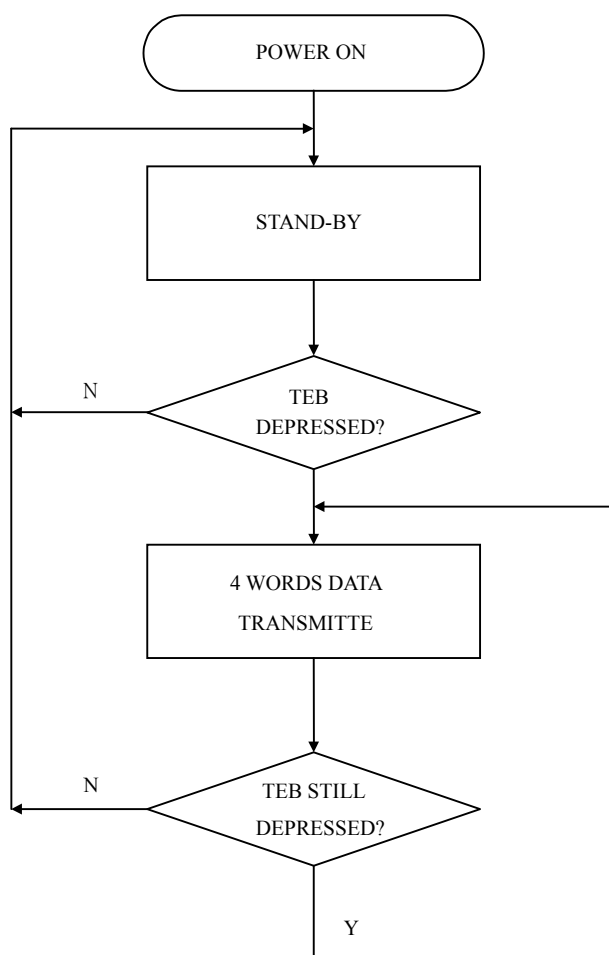 POWER ON
STAND-BY
N
TEB
DEPRESSED?
4 WORDS DATA
TRANSMITTE
N
TEB STILL
DEPRESSED?
Y